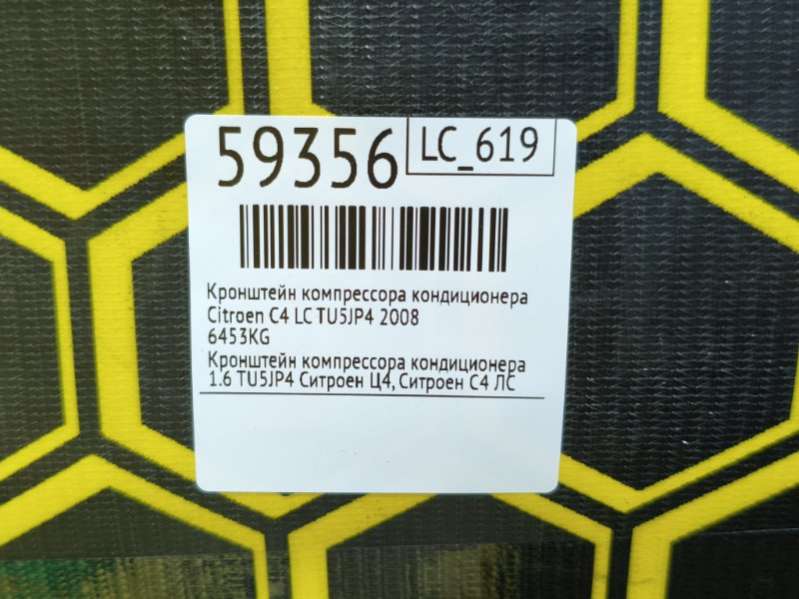 59356
LC_619
Кронштейн компрессора кондиционера
Citroen C4 LC TU5JP4 2008
6453KG
Кронштейн компрессора кондиционера
1.6 TU5JP4 Ситроен Ц4, Ситроен С4 ЛС